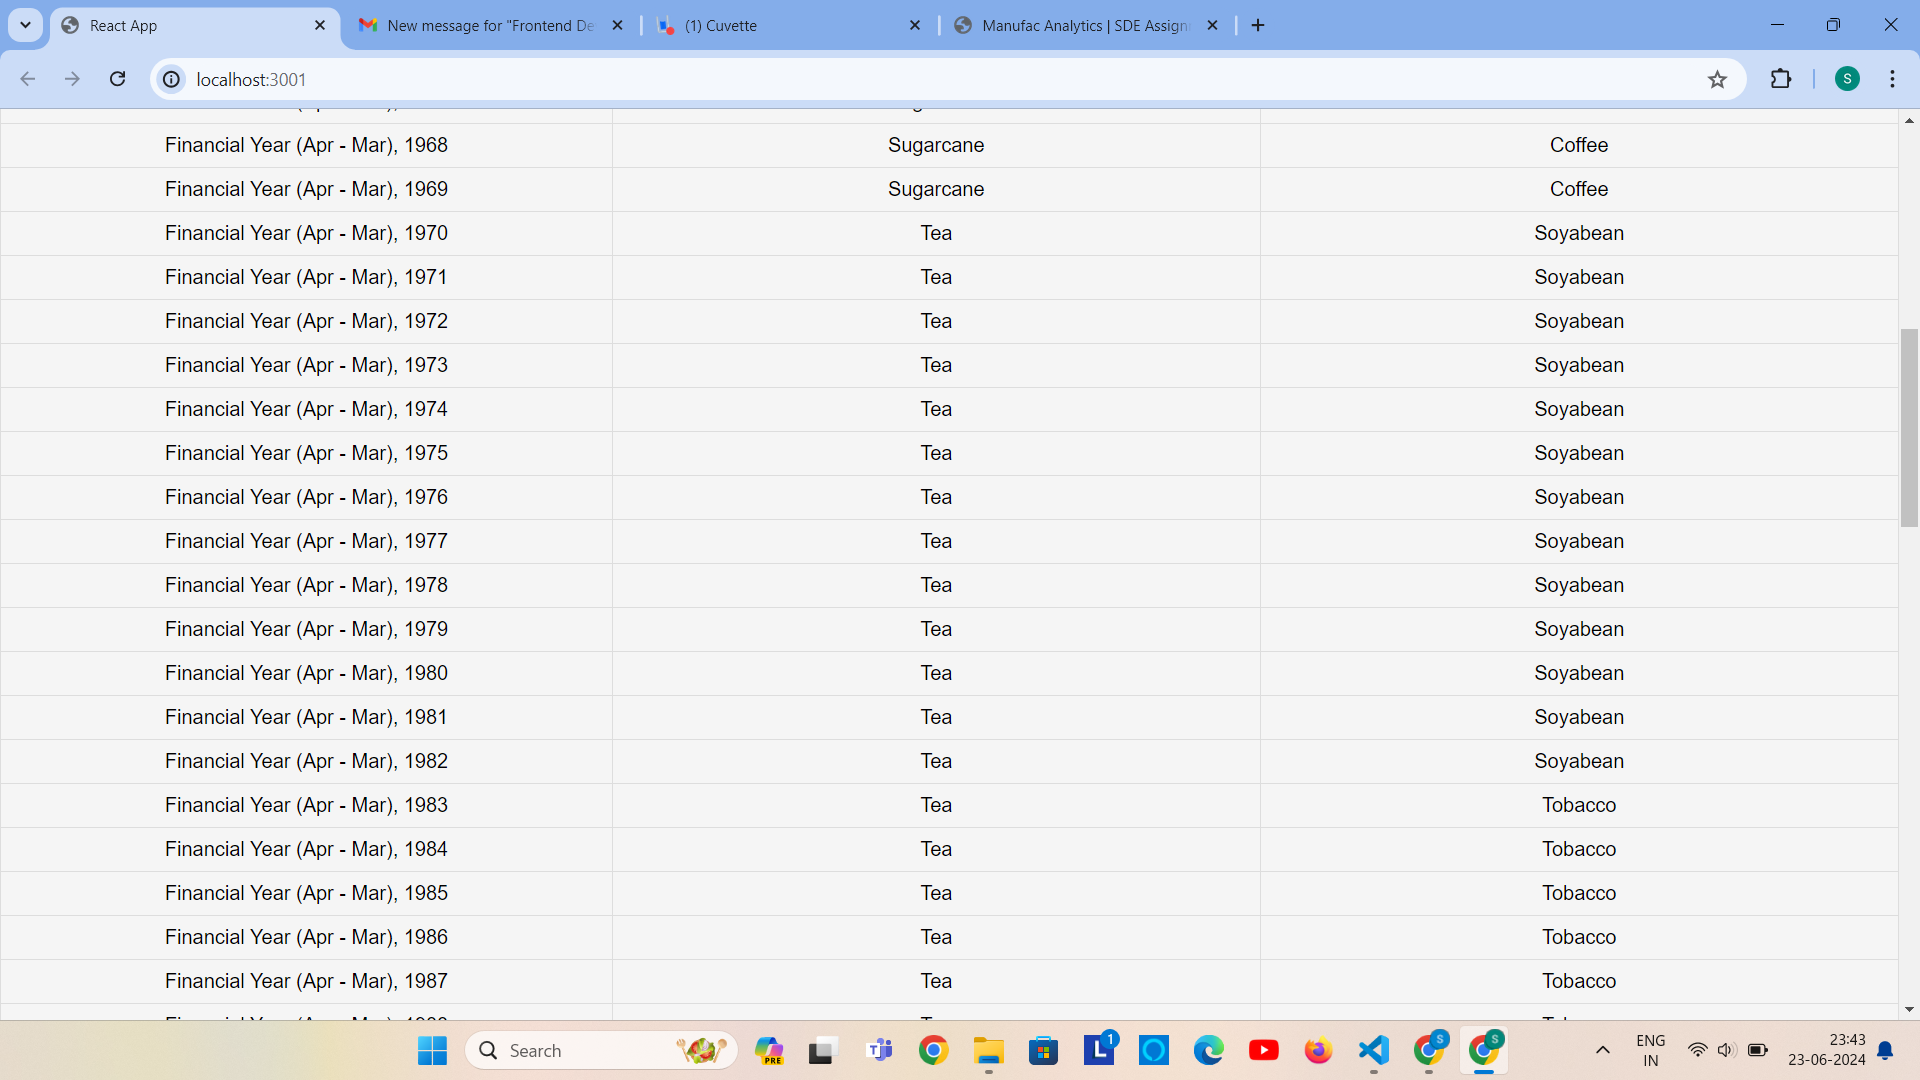 React App
New message for "Frontend De
(1) Cuvette
Manufac Analytics | SDE Assign
localhost:3001
S
Financial Year (Apr - Mar), 1968 Sugarcane Coffee
Financial Year (Apr - Mar), 1969 Sugarcane Coffee
Financial Year (Apr - Mar), 1970 Tea Soyabean
Financial Year (Apr - Mar), 1971 Tea Soyabean
Financial Year (Apr - Mar), 1972 Tea Soyabean
Financial Year (Apr - Mar), 1973 Tea Soyabean
Financial Year (Apr - Mar), 1974 Tea Soyabean
Financial Year (Apr - Mar), 1975 Tea Soyabean
Financial Year (Apr - Mar), 1976 Tea Soyabean
Financial Year (Apr - Mar), 1977 Tea Soyabean
Financial Year (Apr - Mar), 1978 Tea Soyabean
Financial Year (Apr - Mar), 1979 Tea Soyabean
Financial Year (Apr - Mar), 1980 Tea Soyabean
Financial Year (Apr - Mar), 1981 Tea Soyabean
Financial Year (Apr - Mar), 1982 Tea Soyabean
Financial Year (Apr - Mar), 1983 Tea Tobacco
Financial Year (Apr - Mar), 1984 Tea Tobacco
Financial Year (Apr - Mar), 1985 Tea Tobacco
Financial Year (Apr - Mar), 1986 Tea Tobacco
Financial Year (Apr - Mar), 1987 Tea Tobacco
Search
PRE
L
1
S
S
ENG
IN
23:43
23-06-2024